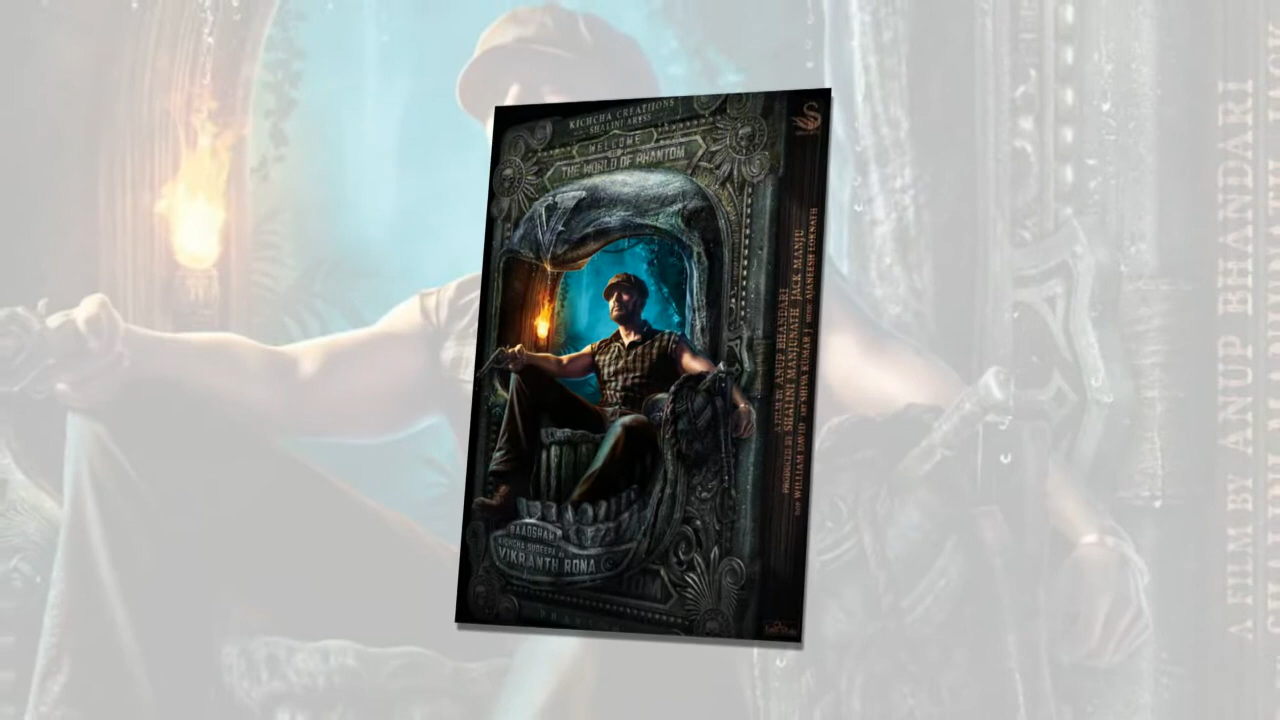 KICHCHA CREATIONS
SHALINI ARTSS
WELCOME
TO
THE WORLD OF PHANTOM
BAADSHAH
KICHCHA SUDEEPA AS
VIKRANTH RONA
A FILM BY ANUP BHANDARI
PRODUCED BY SHALINI MANJUNATH JACK MANJU
DOP WILLIAM DAVID ART SHIVA KUMAR J MUSIC AJANEESH LOKNATH
A FILM BY ANUP BHANDARI